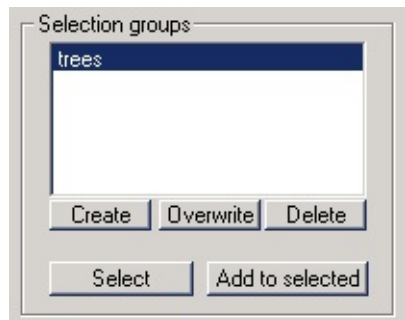 Selection groups
trees
Create Overwrite Delete
Select Add to selected